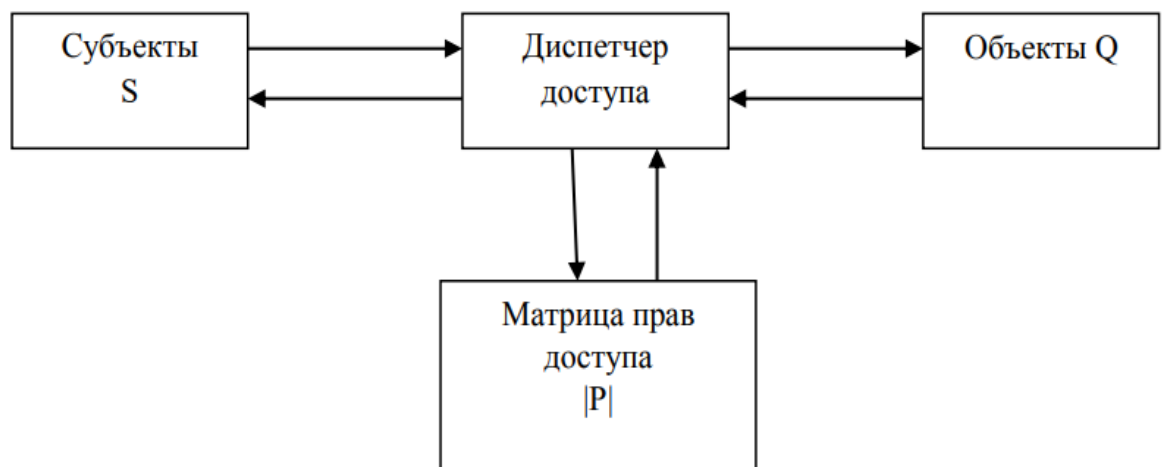 Субъекты
S
Диспетчер
доступа
Объекты Q
Матрица прав
доступа
|P|